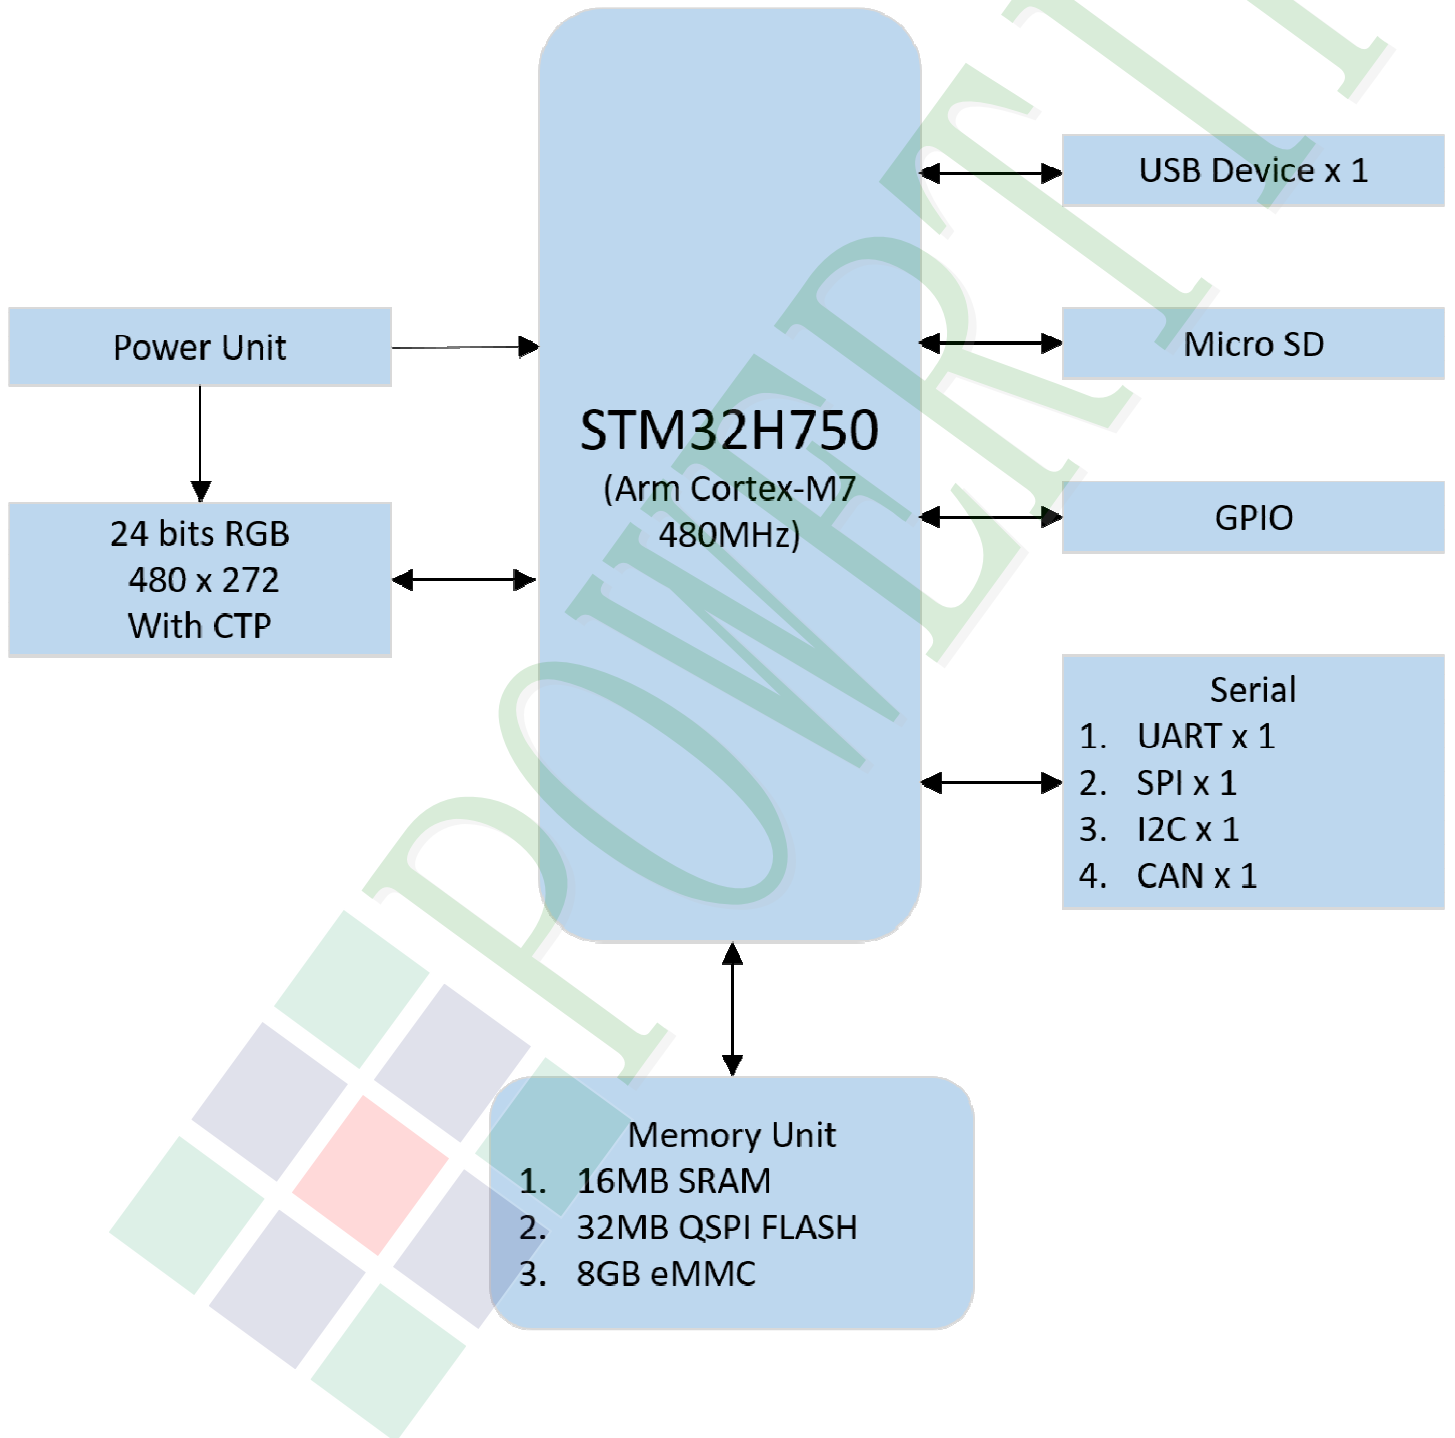 USB Device x 1
Power Unit
Micro SD
STM32H750
(Arm Cortex-M7
480MHz)
GPIO
24 bits RGB
480 x 272
With CTP
Serial
1. UART x 1
2. SPI x 1
3. I2C x 1
4. CAN x 1
Memory Unit
1. 16MB SRAM
2. 32MB QSPI FLASH
3. 8GB eMMC
POWERTI